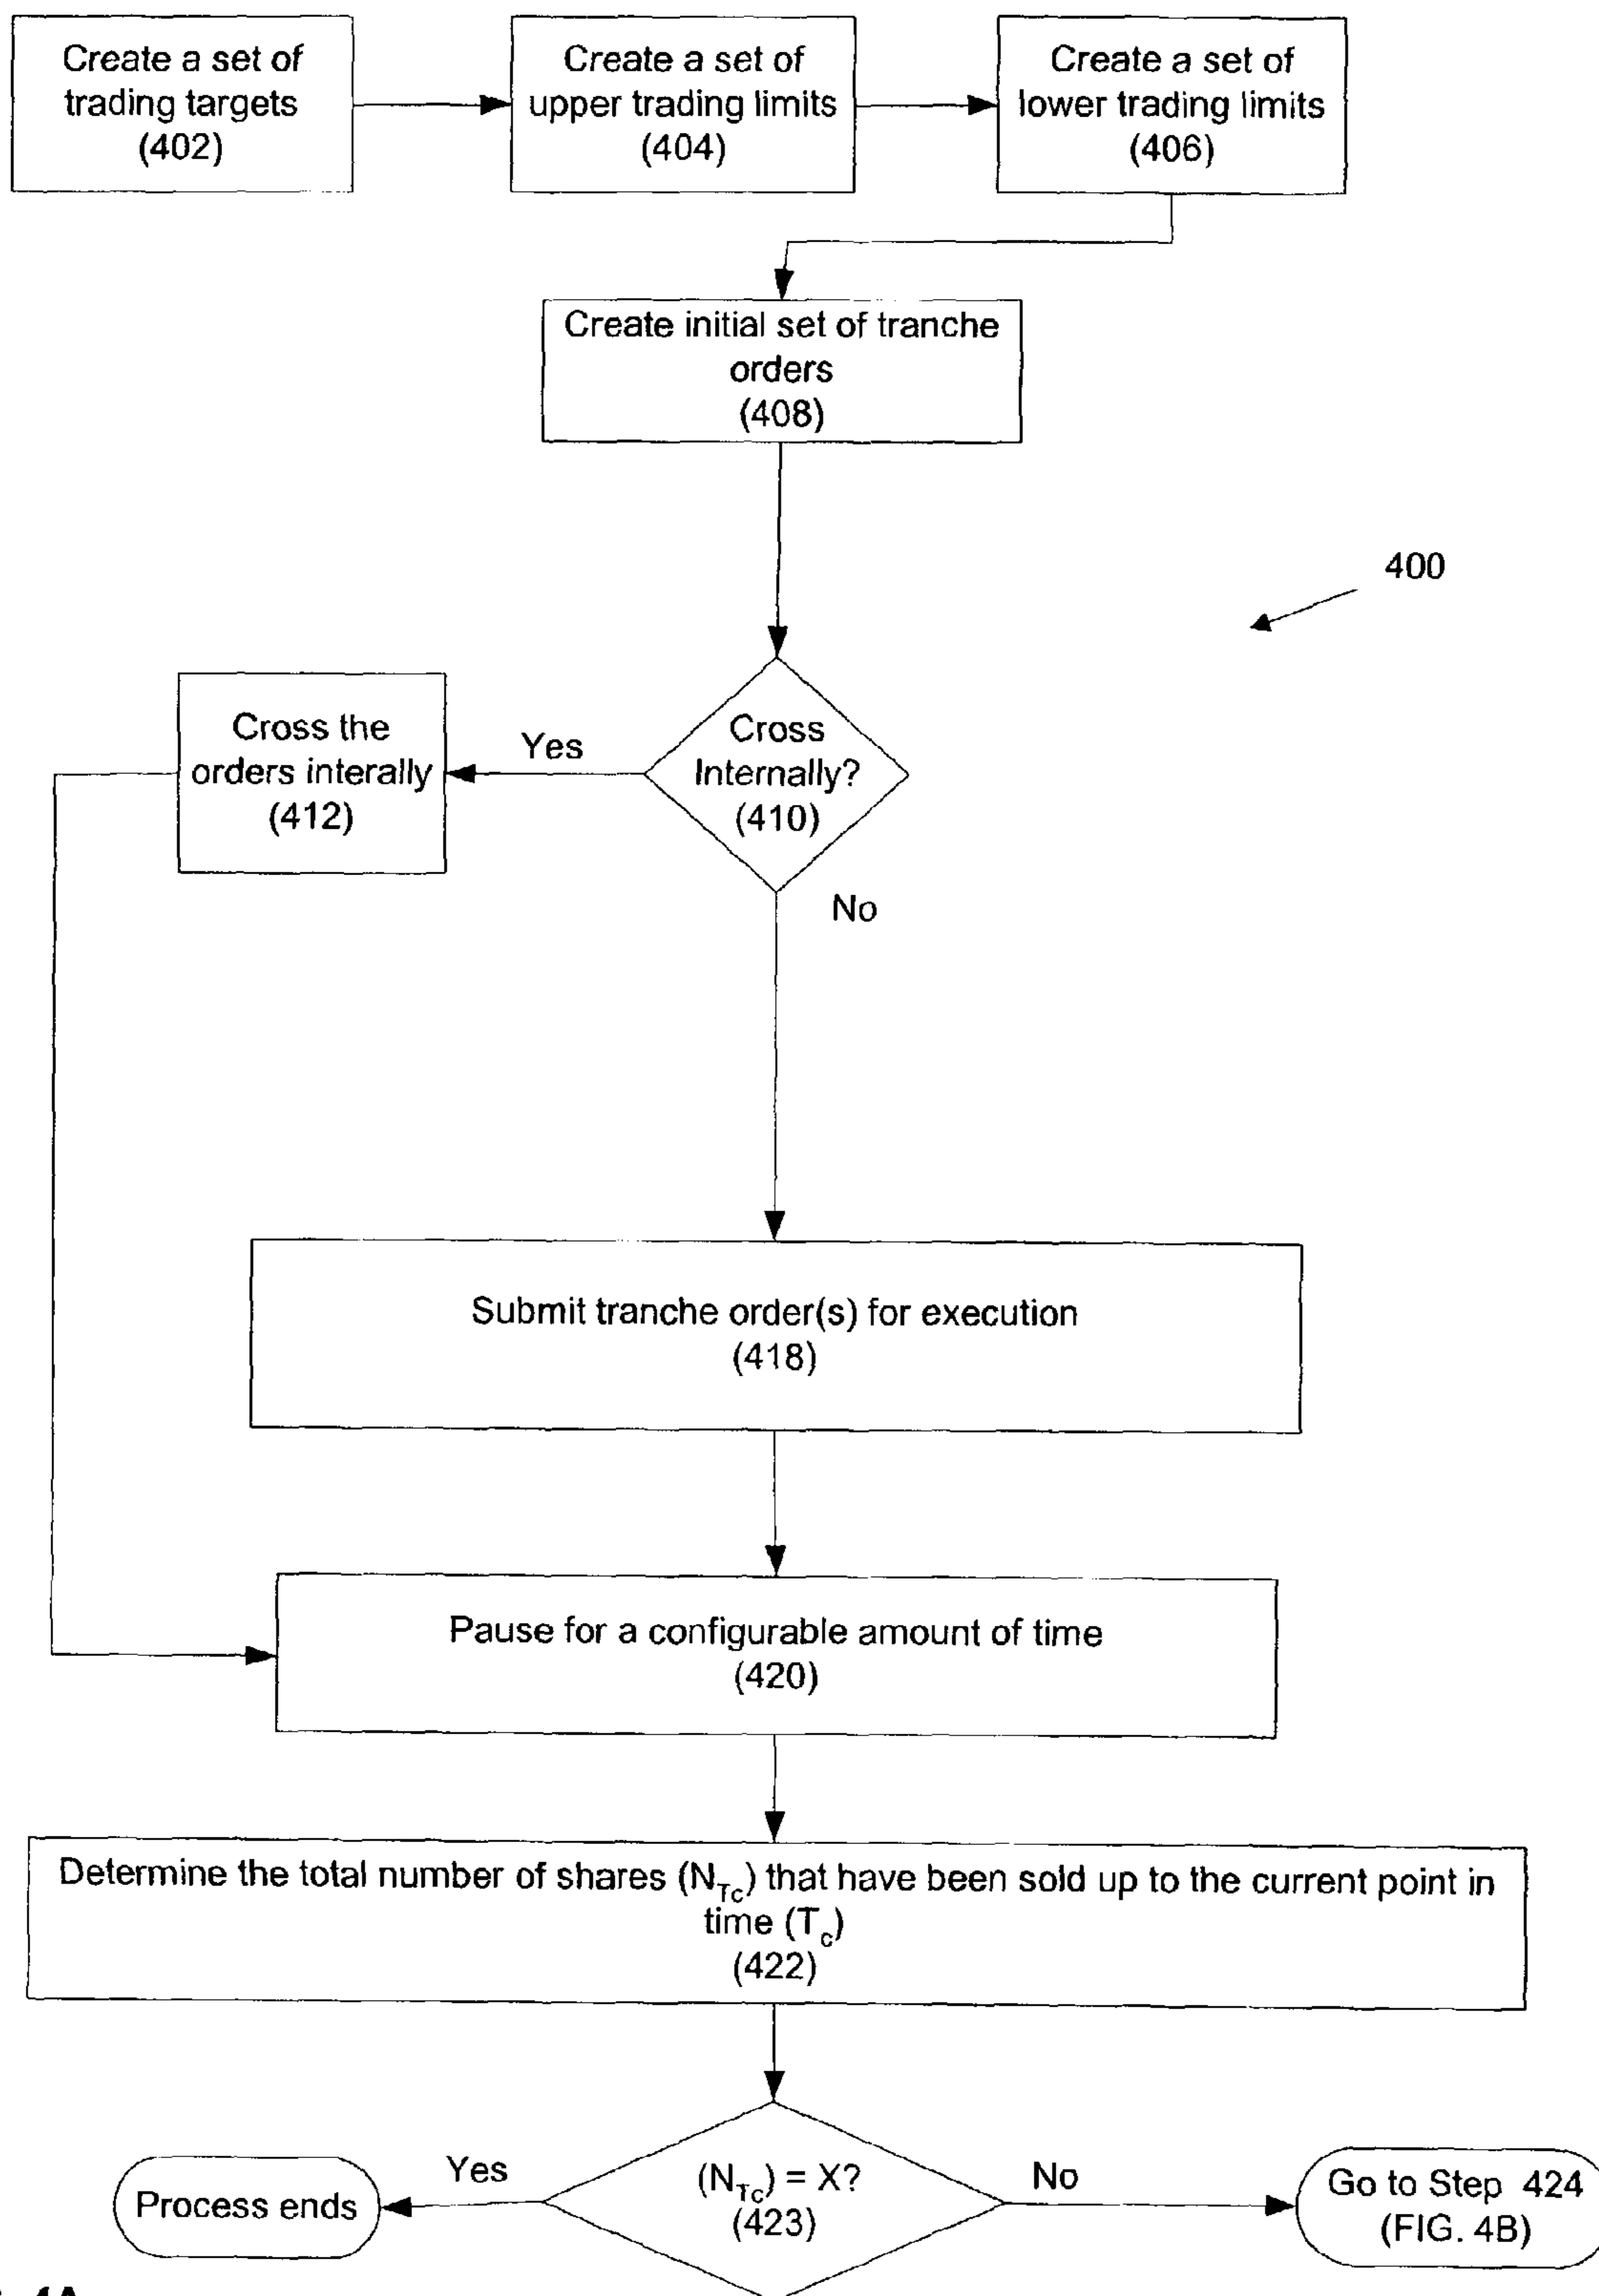 Create a set of
trading targets
(402)
Create a set of
upper trading limits
(404)
Create a set of
lower trading limits
(406)
Create initial set of tranche
orders
(408)
400
Cross
Internally?
(410)
Yes
Cross the
orders interally
(412)
No
Submit tranche order(s) for execution
(418)
Pause for a configurable amount of time
(420)
Determine the total number of shares (N_Tc) that have been sold up to the current point in
time (T_c)
(422)
(N_Tc) = X?
(423)
Yes
Process ends
No
Go to Step 424
(FIG. 4B)